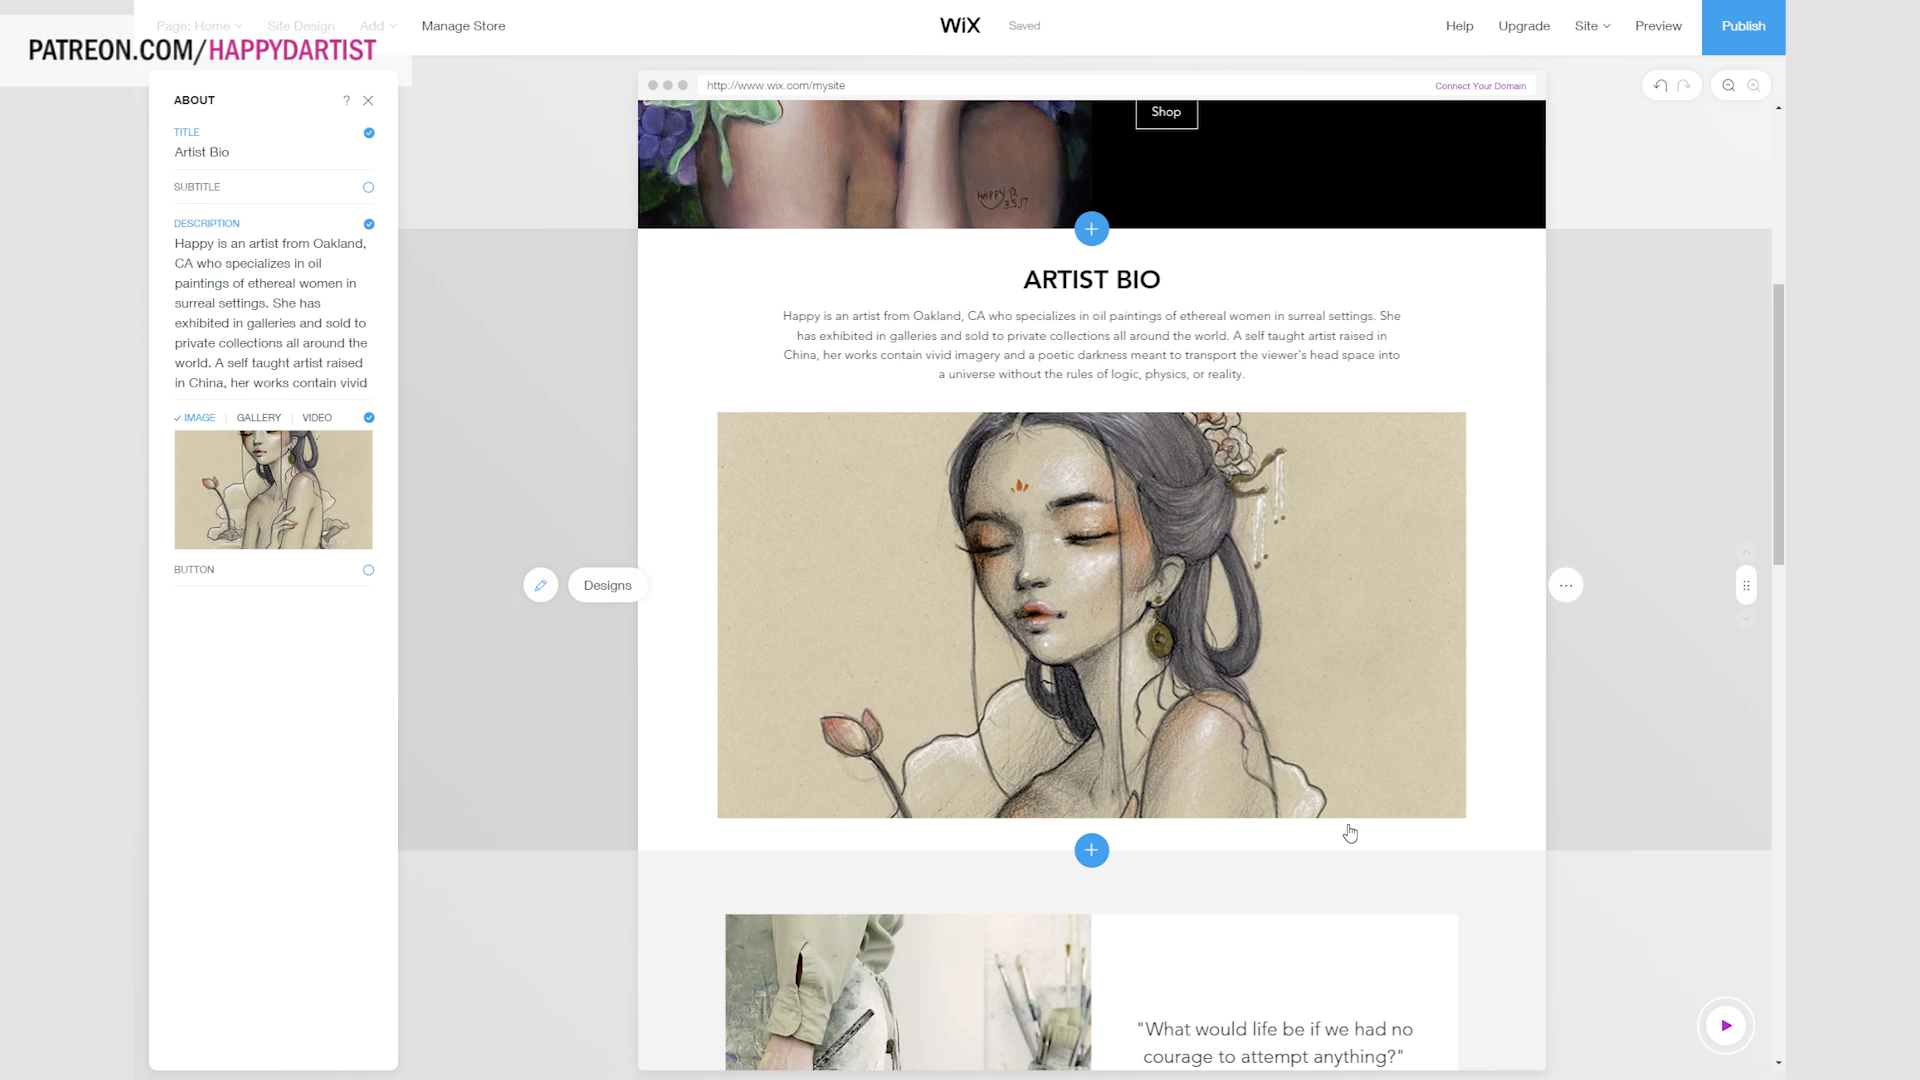 Page: Home
Site Design
Add
Manage Store
WiX
Saved
Help
Upgrade
Site
Preview
Publish
PATREON.COM/HAPPYDARTIST
ABOUT
?
TITLE
Artist Bio
SUBTITLE
DESCRIPTION
Happy is an artist from Oakland,
CA who specializes in oil
paintings of ethereal women in
surreal settings. She has
exhibited in galleries and sold to
private collections all around the
world. A self taught artist raised
in China, her works contain vivid
IMAGE
GALLERY
VIDEO
BUTTON
Designs
http://www.wix.com/mysite
Connect Your Domain
Shop
HAPPY D.
3.5.17
ARTIST BIO
Happy is an artist from Oakland, CA who specializes in oil paintings of ethereal women in surreal settings. She
has exhibited in galleries and sold to private collections all around the world. A self taught artist raised in
China, her works contain vivid imagery and a poetic darkness meant to transport the viewer's head space into
a universe without the rules of logic, physics, or reality.
"What would life be if we had no
courage to attempt anything?"